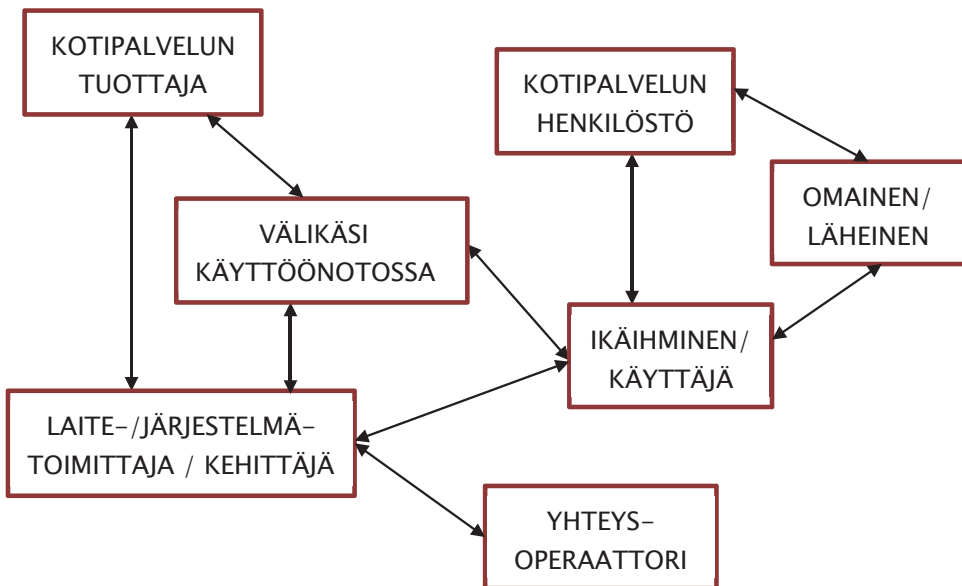 KOTIPALVELUN
TUOTTAJA
KOTIPALVELUN
HENKILÖSTÖ
OMAINEN/
LÄHEINEN
VÄLIKÄSI
KÄYTTÖÖNOTOSSA
IKÄIHMINEN/
KÄYTTÄJÄ
LAITE-/JÄRJESTELMÄ-
TOIMITTAJA / KEHITTÄJÄ
YHTEYS-
OPERAATTORI